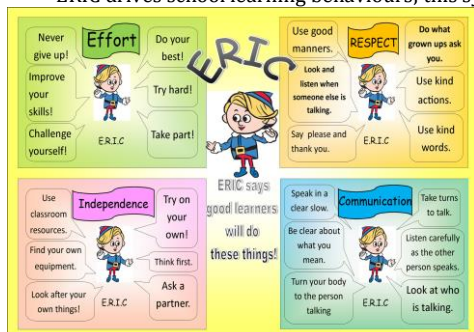 ERIC drives school learning behaviours, this s
Effort
Never
give up!
Improve
your
skills!
Challenge
yourself!
Do your
best!
Try hard!
Take part!
E.R.I.C
ERIC
ERIC says
good learners
will do
these things!
RESPECT
Use good
manners.
Look and
listen when
someone else is
talking.
Say please and
thank you.
Do what
grown ups ask
you.
Use kind
actions.
Use kind
words.
E.R.I.C
Independence
Use
classroom
resources.
Find your own
equipment.
Look after your
own things!
Try on
your
own!
Think first.
Ask a
partner.
E.R.I.C
Communication
Speak in a
clear slow.
Be clear about
what you
mean.
Turn your
body to the
person
talking
Take turns
to talk.
Listen carefully
as the other
person speaks.
Look at who
is talking.
E.R.I.C